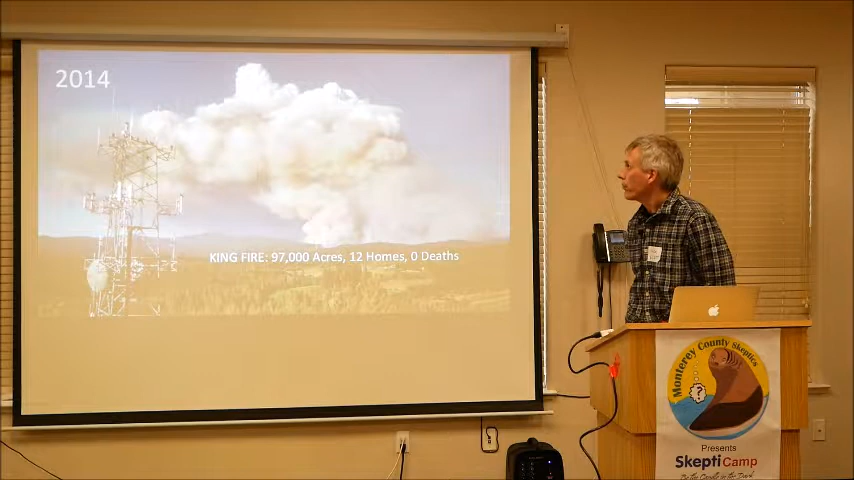 2014
KING FIRE: 97,000 Acres, 12 Homes, 0 Deaths
Monterey County Skeptics
?
Presents
SkeptiCamp